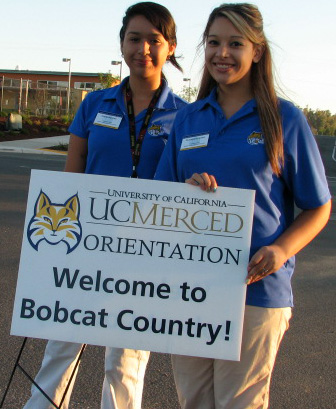 UNIVERSITY OF CALIFORNIA
UCMERCED
ORIENTATION
Welcome to
Bobcat Country!